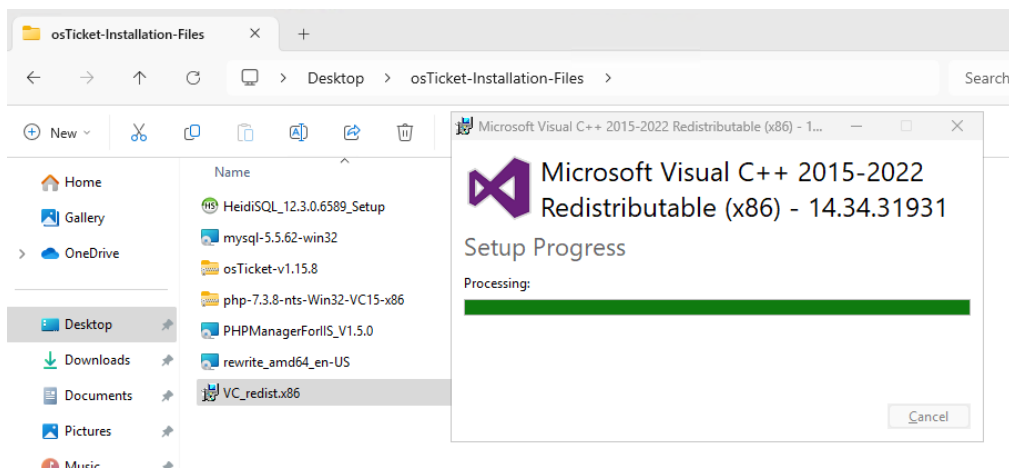 osTicket-Installation-Files
Desktop > osTicket-Installation-Files >
Search
New
Home
Gallery
OneDrive
Desktop
Downloads
Documents
Pictures
Music
Name
HeidiSQL_12.3.0.6589_Setup
mysql-5.5.62-win32
osTicket-v1.15.8
php-7.3.8-nts-Win32-VC15-x86
PHPManagerForIIS_V1.5.0
rewrite_amd64_en-US
VC_redist.x86
Microsoft Visual C++ 2015-2022 Redistributable (x86) - 1...
Microsoft Visual C++ 2015-2022
Redistributable (x86) - 14.34.31931
Setup Progress
Processing:
Cancel